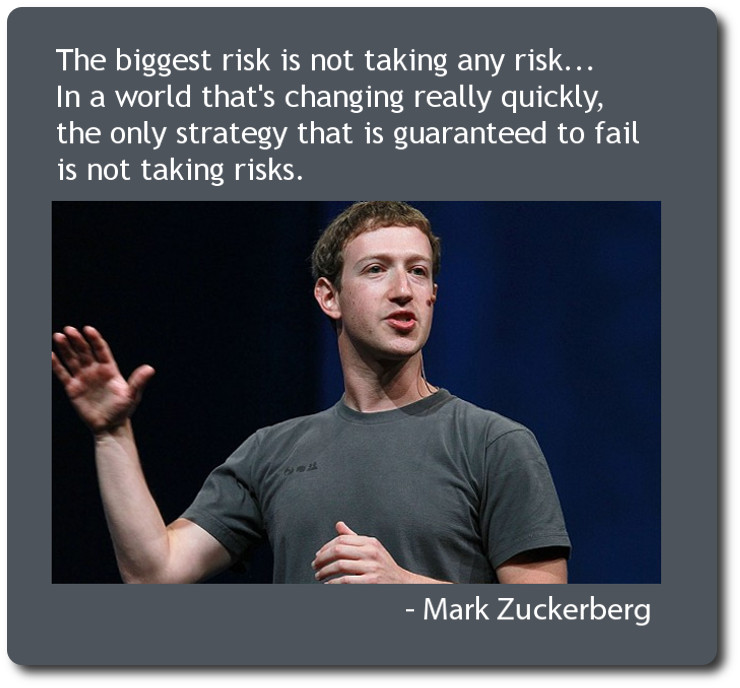 The biggest risk is not taking any risk...
In a world that's changing really quickly,
the only strategy that is guaranteed to fail
is not taking risks.
- Mark Zuckerberg